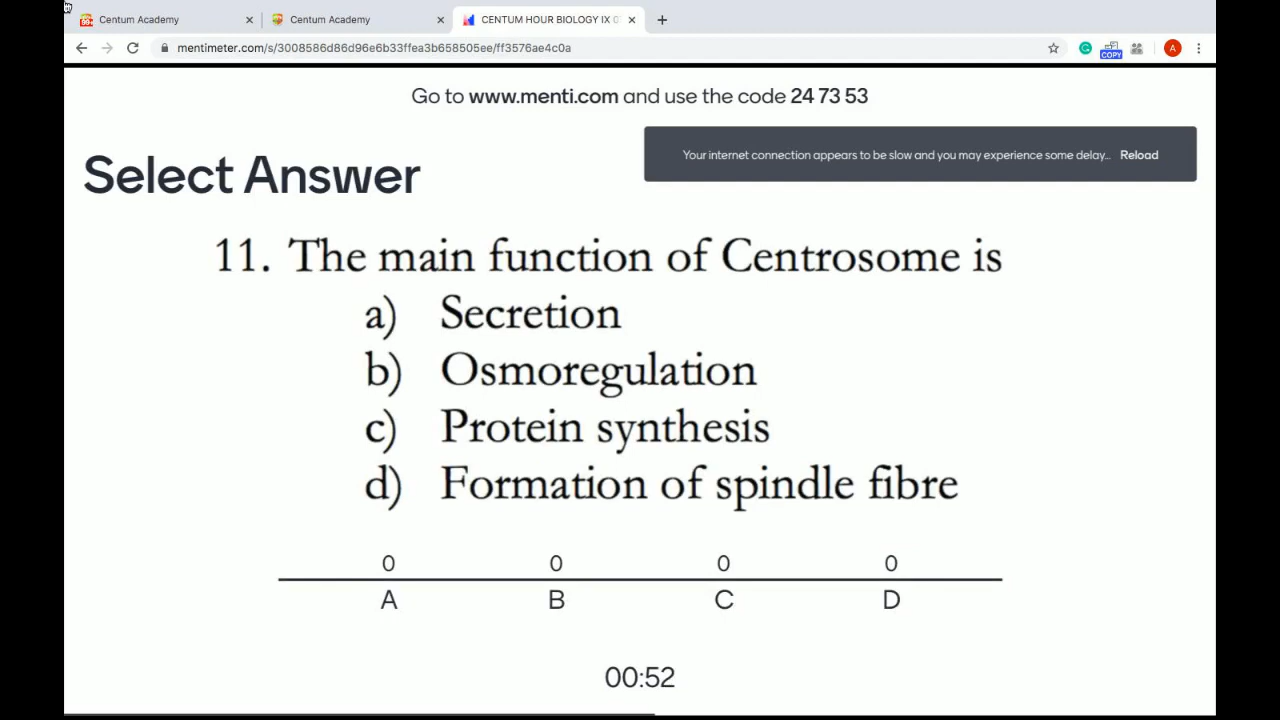 Centum Academy
Centum Academy
CENTUM HOUR BIOLOGY IX
mentimeter.com/s/3008586d86d96e6b33ffea3b658505ee/ff3576ae4c0a
COPY
A
Go to www.menti.com and use the code 24 73 53
Your internet connection appears to be slow and you may experience some delay... Reload
Select Answer
11. The main function of Centrosome is
a) Secretion
b) Osmoregulation
c) Protein synthesis
d) Formation of spindle fibre
0 0 0 0
A B C D
00:52